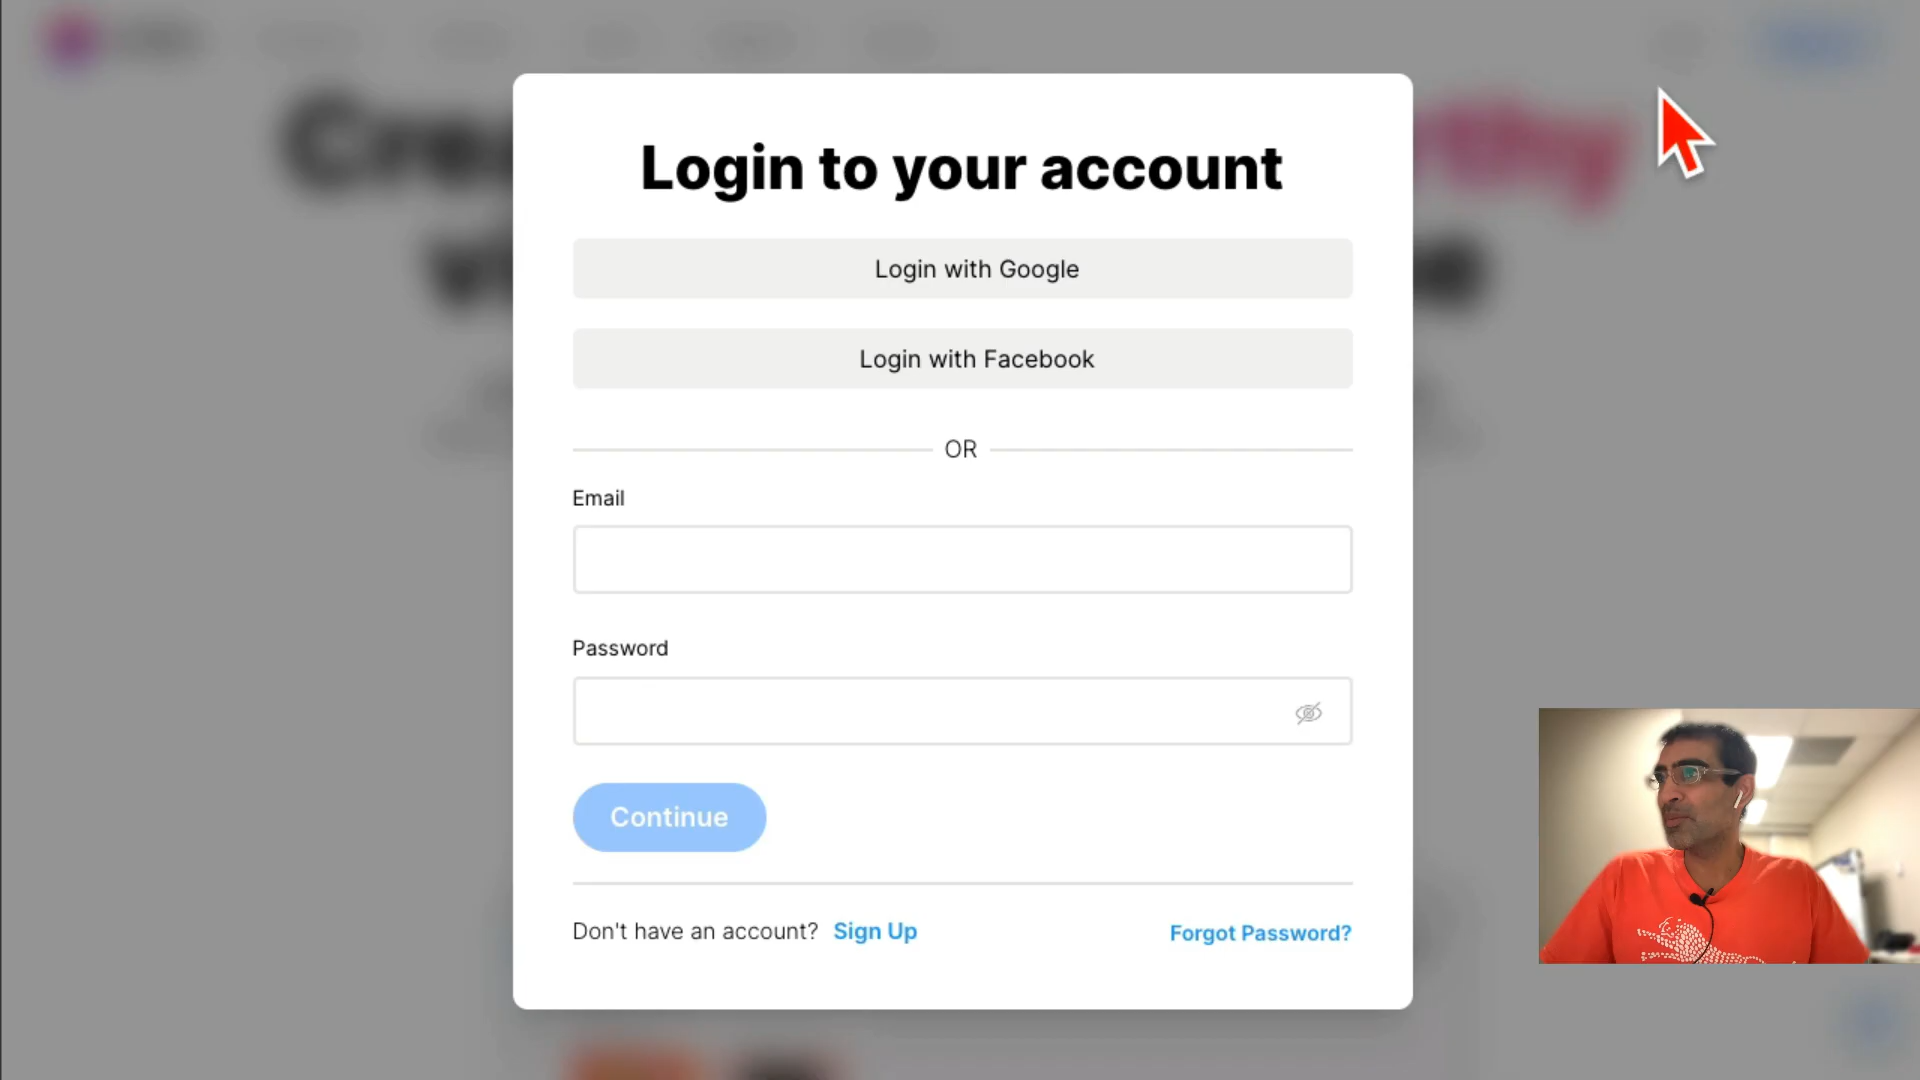 Login to your account
Login with Google
Login with Facebook
OR
Email
Password
Continue
Don't have an account? Sign Up
Forgot Password?